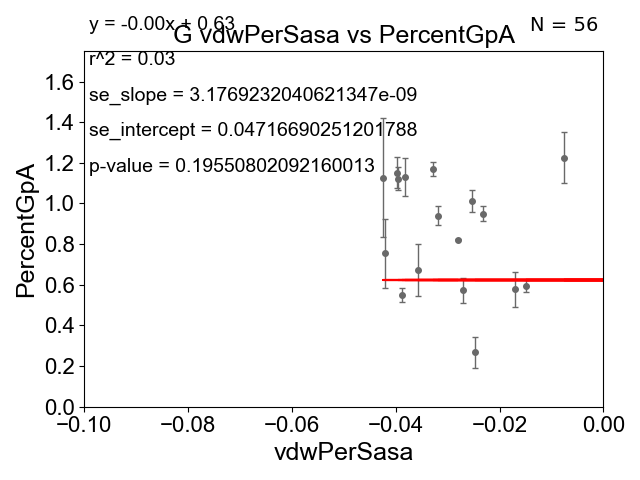 y = -0.00x + 0.63
G vdwPerSasa vs PercentGpA
N = 56
r^2 = 0.03
se_slope = 3.1769232040621347e-09
se_intercept = 0.04716690251201788
p-value = 0.19550802092160013
PercentGpA
1.6
1.4
1.2
1.0
0.8
0.6
0.4
0.2
0.0
−0.10
−0.08
−0.06
−0.04
−0.02
0.00
vdwPerSasa